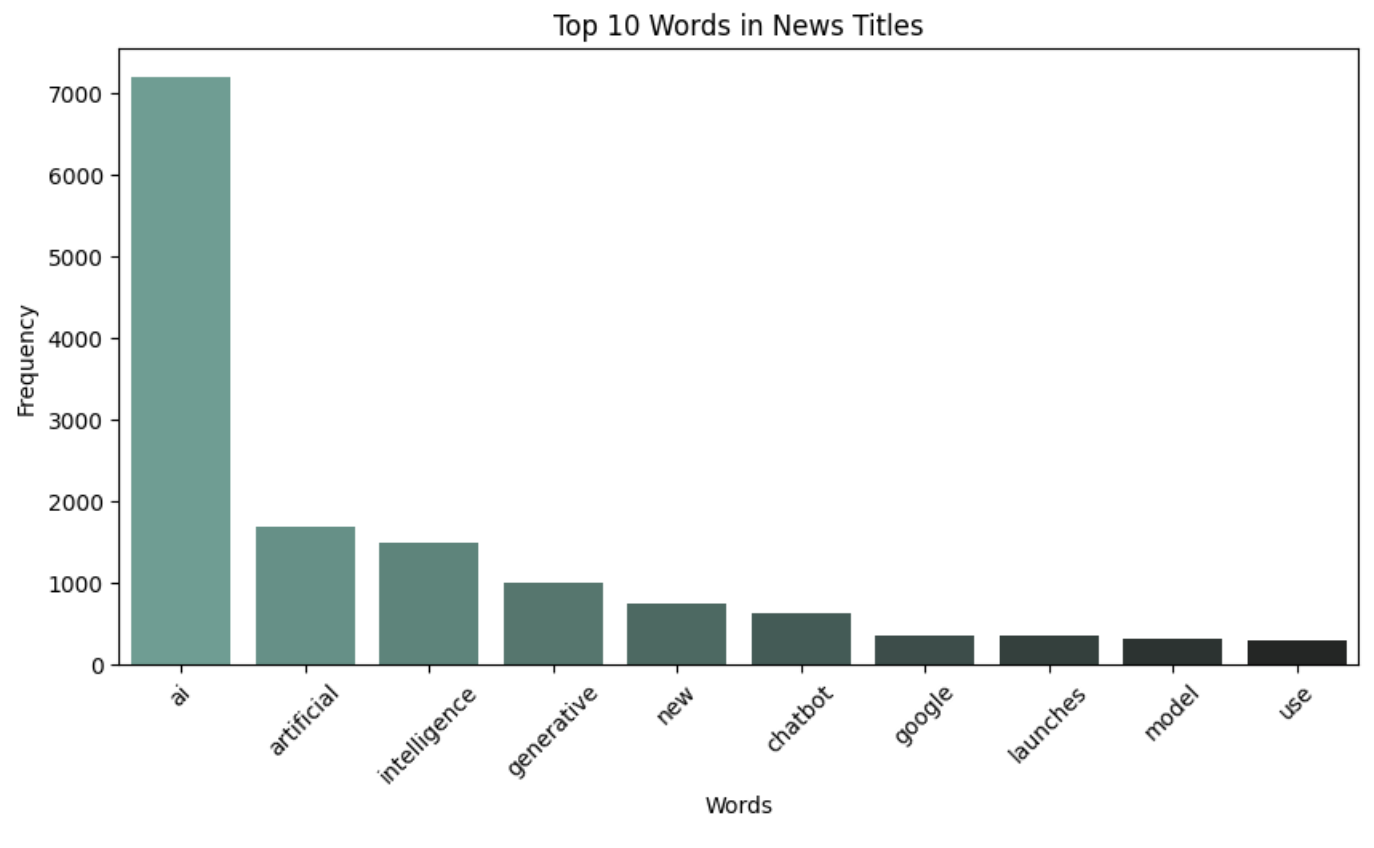 Top 10 Words in News Titles
7000
6000
5000
4000
3000
2000
1000
0
Frequency
ai
artificial
intelligence
generative
new
chatbot
google
launches
model
use
Words